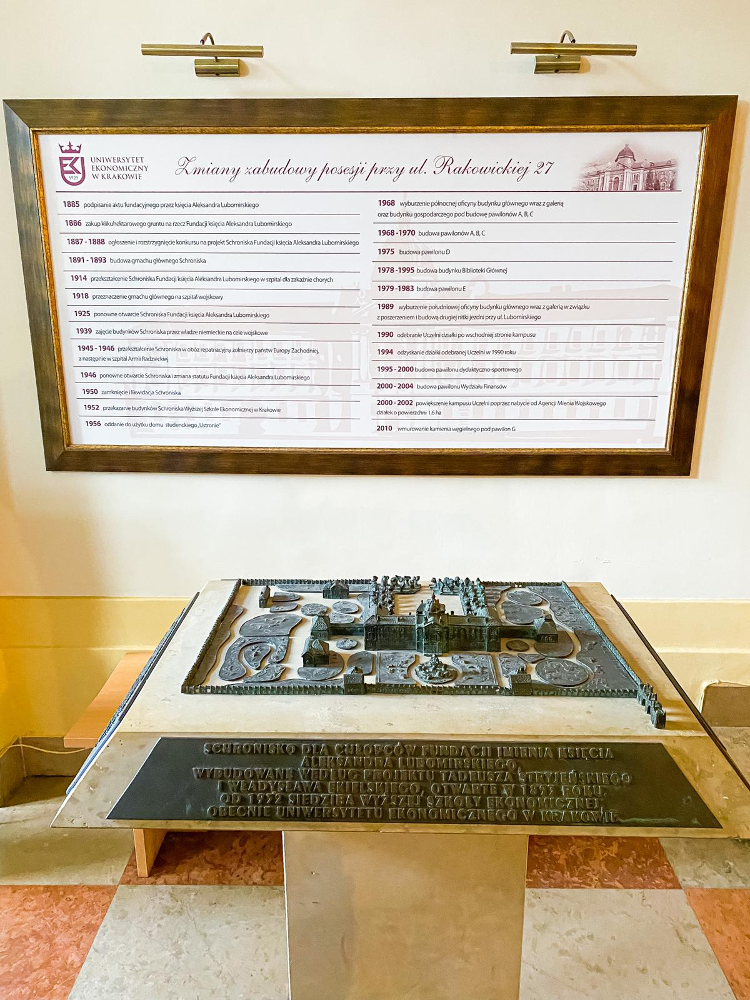 UNIWERSYTET
EKONOMICZNY
W KRAKOWIE
1925
Zmiany zabudowy posesji przy ul. Rakowickiej 27
1885 podpisanie aktu fundacyjnego przez księcia Aleksandra Lubomirskiego
1886 zakup kilkuhektarowego gruntu na rzecz Fundacji księcia Aleksandra Lubomirskiego
1887 - 1888 ogłoszenie i rozstrzygnięcie konkursu na projekt Schroniska Fundacji księcia Aleksandra Lubomirskiego
1891 - 1893 budowa gmachu głównego Schroniska
1914 przekształcenie Schroniska Fundacji księcia Aleksandra Lubomirskiego w szpital dla zakaźnie chorych
1918 przeznaczenie gmachu głównego na szpital wojskowy
1925 ponowne otwarcie Schroniska Fundacji księcia Aleksandra Lubomirskiego
1939 zajęcie budynków Schroniska przez władze niemieckie na cele wojskowe
1945 - 1946 przekształcenie Schroniska w obóz repatriacyjny żołnierzy państw Europy Zachodniej,
a następnie w szpital Armii Radzieckiej
1946 ponowne otwarcie Schroniska i zmiana statutu Fundacji księcia Aleksandra Lubomirskiego
1950 zamknięcie i likwidacja Schroniska
1952 przekazanie budynków Schroniska Wyższej Szkole Ekonomicznej w Krakowie
1956 oddanie do użytku domu studenckiego „Ustronie"
1968 wyburzenie północnej oficyny budynku głównego wraz z galerią
oraz budynku gospodarczego pod budowę pawilonów A, B, C
1968 -1970 budowa pawilonów A, B, C
1975 budowa pawilonu D
1978 -1995 budowa budynku Biblioteki Głównej
1979 -1983 budowa pawilonu E
1989 wyburzenie południowej oficyny budynku głównego wraz z galerią w związku
z poszerzeniem i budową drugiej nitki jezdni przy ul. Lubomirskiego
1990 odebranie Uczelni działki po wschodniej stronie kampusu
1994 odzyskanie działki odebranej Uczelni w 1990 roku
1995 - 2000 budowa pawilonu dydaktyczno-sportowego
2000 - 2004 budowa pawilonu Wydziału Finansów
2000 - 2002 powiększenie kampusu Uczelni poprzez nabycie od Agencji Mienia Wojskowego
działek o powierzchni 1,6 ha
2010 wmurowanie kamienia węgielnego pod pawilon G
SCHRONISKO DLA CHŁOPCÓW FUNDACJI IMIENIA KSIĘCIA
ALEKSANDRA LUBOMIRSKIEGO,
WYBUDOWANE WEDŁUG PROJEKTU TADEUSZA STRYJEŃSKIEGO
I WŁADYSŁAWA EKIELSKIEGO, OTWARTE W 1893 ROKU.
OD 1952 SIEDZIBA WYŻSZEJ SZKOŁY EKONOMICZNEJ,
OBECNIE UNIWERSYTETU EKONOMICZNEGO W KRAKOWIE